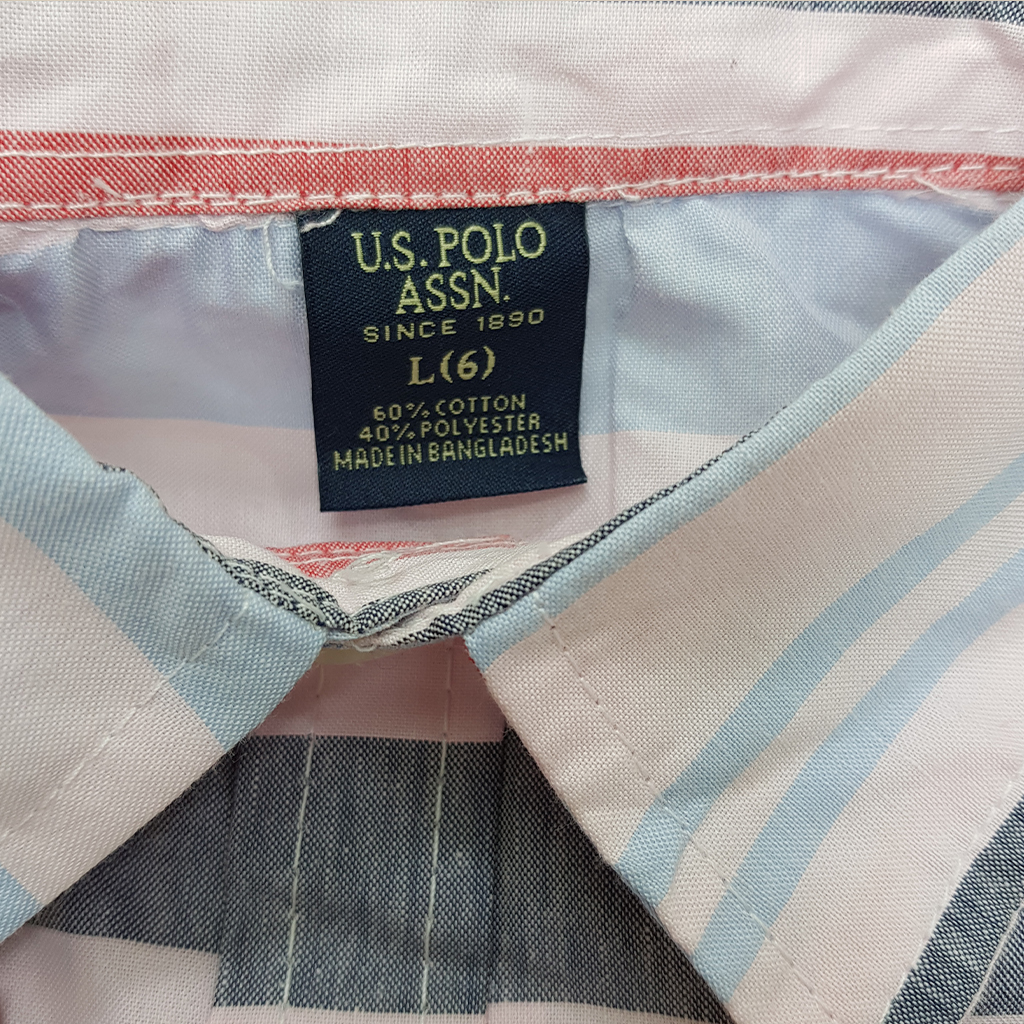 U.S. POLO
ASSN.
SINCE 1890
L (6)
60% COTTON
40% POLYESTER
MADE IN BANGLADESH